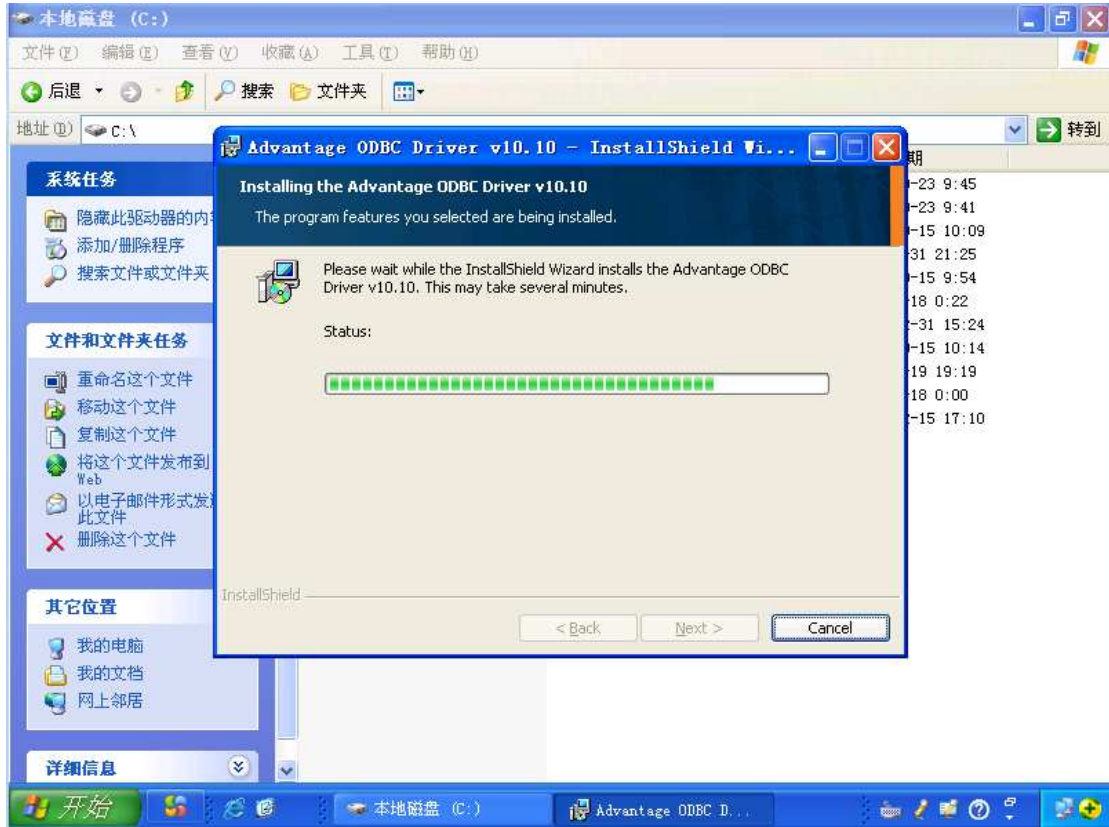 本地磁盘 (C:)
文件(F) 编辑(E) 查看(V) 收藏(A) 工具(T) 帮助(H)
后退 搜索 文件夹
地址(D) C:\ 转到
Advantage ODBC Driver v10.10 - InstallShield Wi...
Installing the Advantage ODBC Driver v10.10
The program features you selected are being installed.
Please wait while the InstallShield Wizard installs the Advantage ODBC
Driver v10.10. This may take several minutes.
Status:
InstallShield
< Back Next > Cancel
系统任务
隐藏此驱动器的内
添加/删除程序
搜索文件或文件夹
文件和文件夹任务
重命名这个文件
移动这个文件
复制这个文件
将这个文件发布到
Web
以电子邮件形式发
此文件
删除这个文件
其它位置
我的电脑
我的文档
网上邻居
详细信息
期
-23 9:45
-23 9:41
-15 10:09
-31 21:25
-15 9:54
-18 0:22
-31 15:24
-15 10:14
-19 19:19
-18 0:00
-15 17:10
开始 本地磁盘 (C:) Advantage ODBC D...